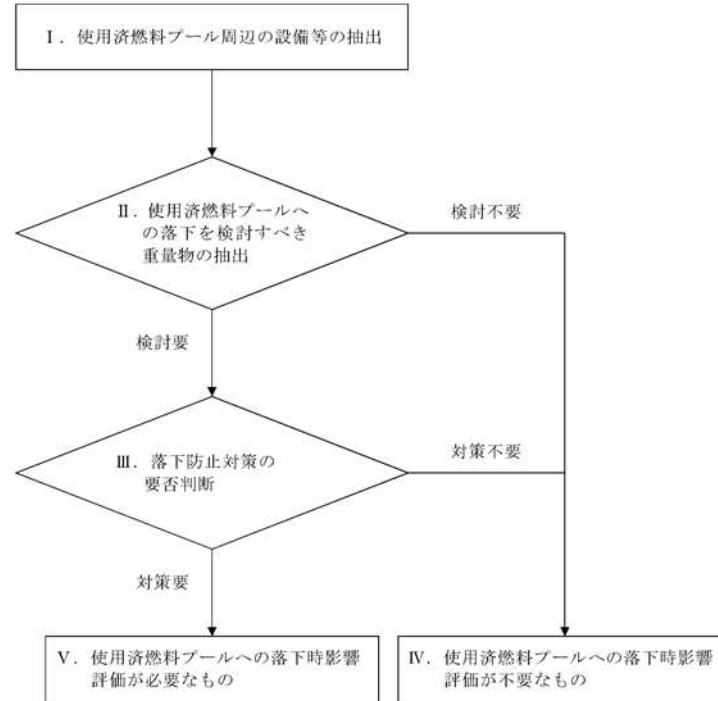 Ⅰ．使用済燃料プール周辺の設備等の抽出
Ⅱ．使用済燃料プールへ
の落下を検討すべき
重量物の抽出
検討不要
検討要
Ⅲ．落下防止対策の
要否判断
対策不要
対策要
Ⅴ．使用済燃料プールへの落下時影響
評価が必要なもの
Ⅳ．使用済燃料プールへの落下時影響
評価が不要なもの